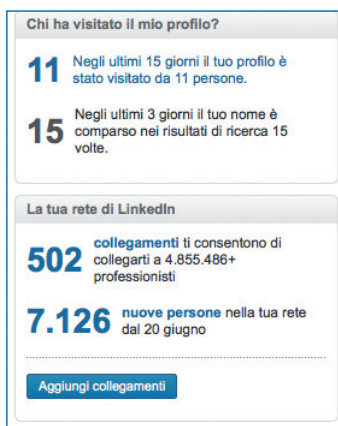 Chi ha visitato il mio profilo?
11 Negli ultimi 15 giorni il tuo profilo è
stato visitato da 11 persone.
15 Negli ultimi 3 giorni il tuo nome è
comparso nei risultati di ricerca 15
volte.
La tua rete di LinkedIn
502 collegamenti ti consentono di
collegarti a 4.855.486+
professionisti
7.126 nuove persone nella tua rete
dal 20 giugno
Aggiungi collegamenti